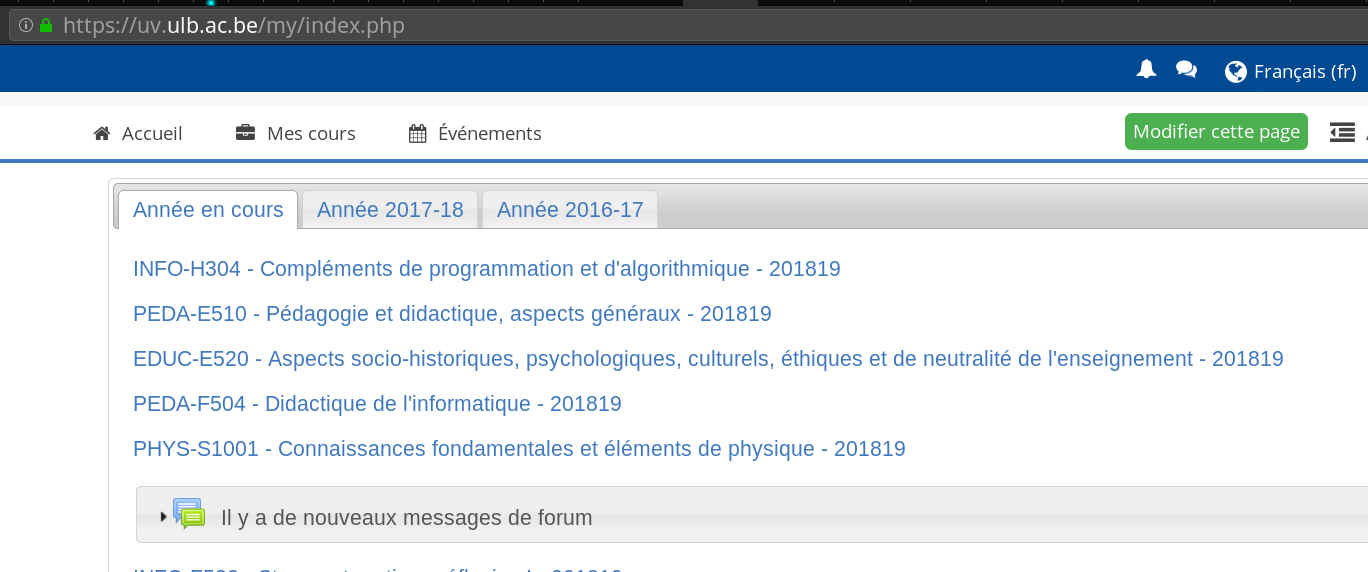 https://uv.ulb.ac.be/my/index.php
Français (fr)
Accueil Mes cours Événements Modifier cette page
Année en cours Année 2017-18 Année 2016-17
INFO-H304 - Compléments de programmation et d'algorithmique - 201819
PEDA-E510 - Pédagogie et didactique, aspects généraux - 201819
EDUC-E520 - Aspects socio-historiques, psychologiques, culturels, éthiques et de neutralité de l'enseignement - 201819
PEDA-F504 - Didactique de l'informatique - 201819
PHYS-S1001 - Connaissances fondamentales et éléments de physique - 201819
Il y a de nouveaux messages de forum